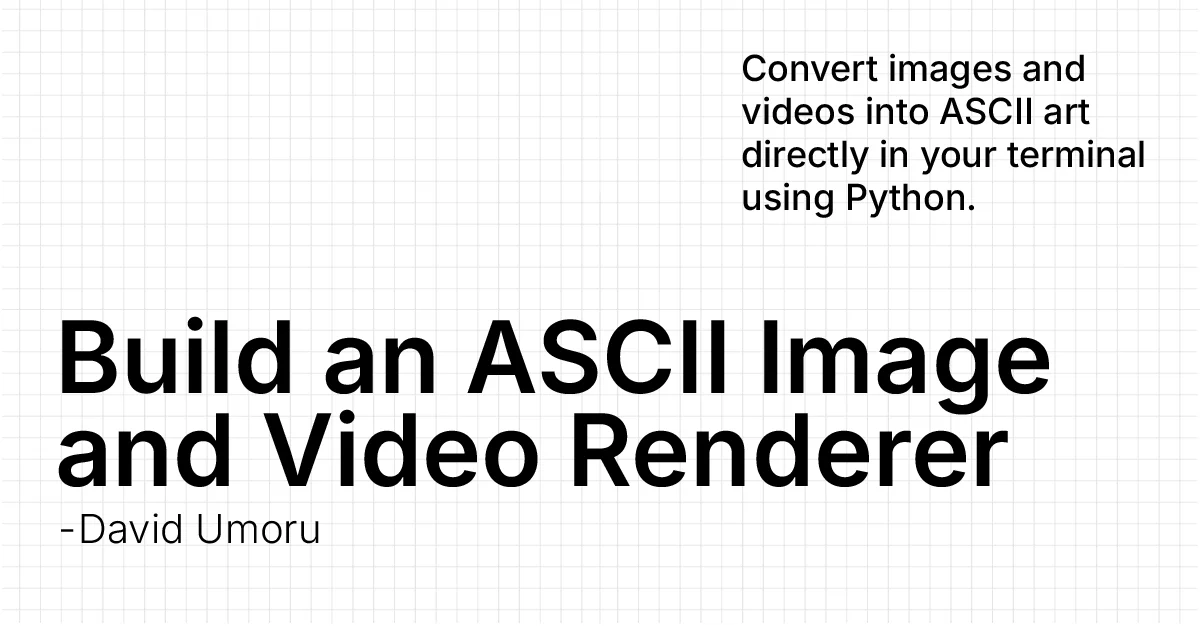 Convert images and
videos into ASCII art
directly in your terminal
using Python.
Build an ASCII Image
and Video Renderer
-David Umoru